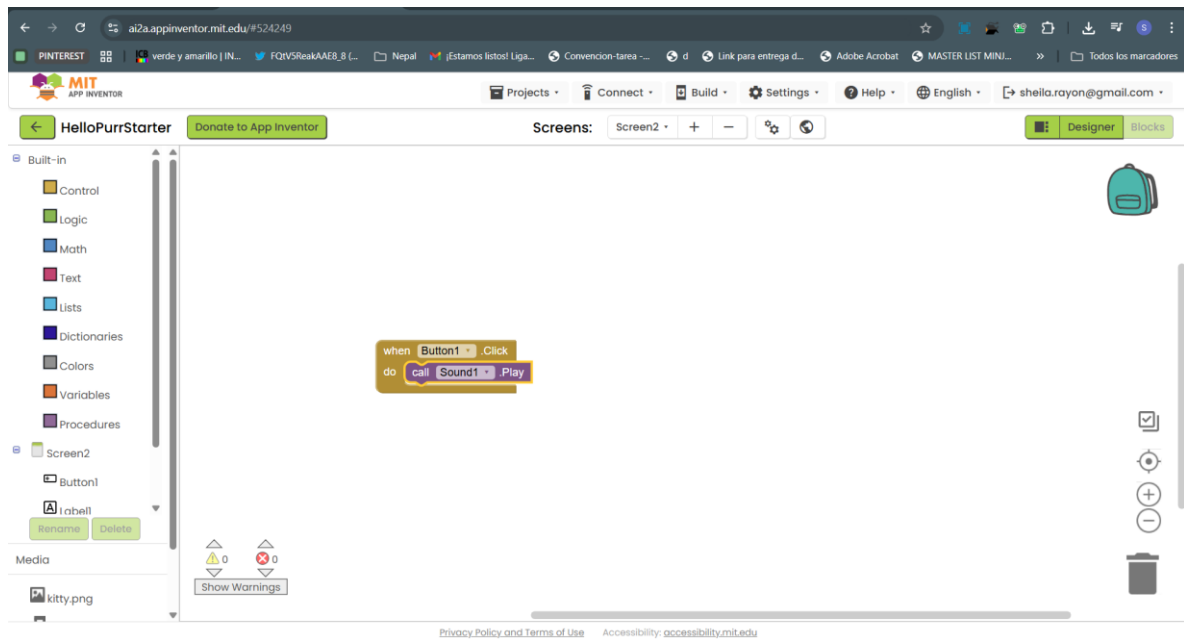 ai2a.appinventor.mit.edu/#524249
S
PINTEREST
verde y amarillo | IN...
FQtV5ReakAAE8_8 (...
Nepal
¡Estamos listos! Liga...
Convencion-tarea -...
d
Link para entrega d...
Adobe Acrobat
MASTER LIST MINJ...
»
Todos los marcadores
MIT
APP INVENTOR
Projects
Connect
Build
Settings
Help
English
sheila.rayon@gmail.com
HelloPurrStarter
Donate to App Inventor
Screens:
Screen2
+
−
Designer
Blocks
Built-in
Control
Logic
Math
Text
Lists
Dictionaries
Colors
Variables
Procedures
Screen2
Button1
A Label1
Rename
Delete
Media
kitty.png
when Button1 .Click
do call Sound1 .Play
0
0
Show Warnings
Privacy Policy and Terms of Use
Accessibility: accessibility.mit.edu